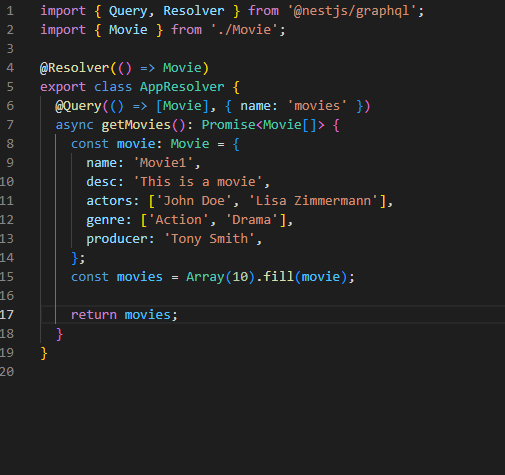 1 import { Query, Resolver } from '@nestjs/graphql';
2 import { Movie } from './Movie';
3
4 @Resolver(() => Movie)
5 export class AppResolver {
6   @Query(() => [Movie], { name: 'movies' })
7   async getMovies(): Promise<Movie[]> {
8     const movie: Movie = {
9       name: 'Movie1',
10       desc: 'This is a movie',
11       actors: ['John Doe', 'Lisa Zimmermann'],
12       genre: ['Action', 'Drama'],
13       producer: 'Tony Smith',
14     };
15     const movies = Array(10).fill(movie);
16
17     return movies;
18   }
19 }
20